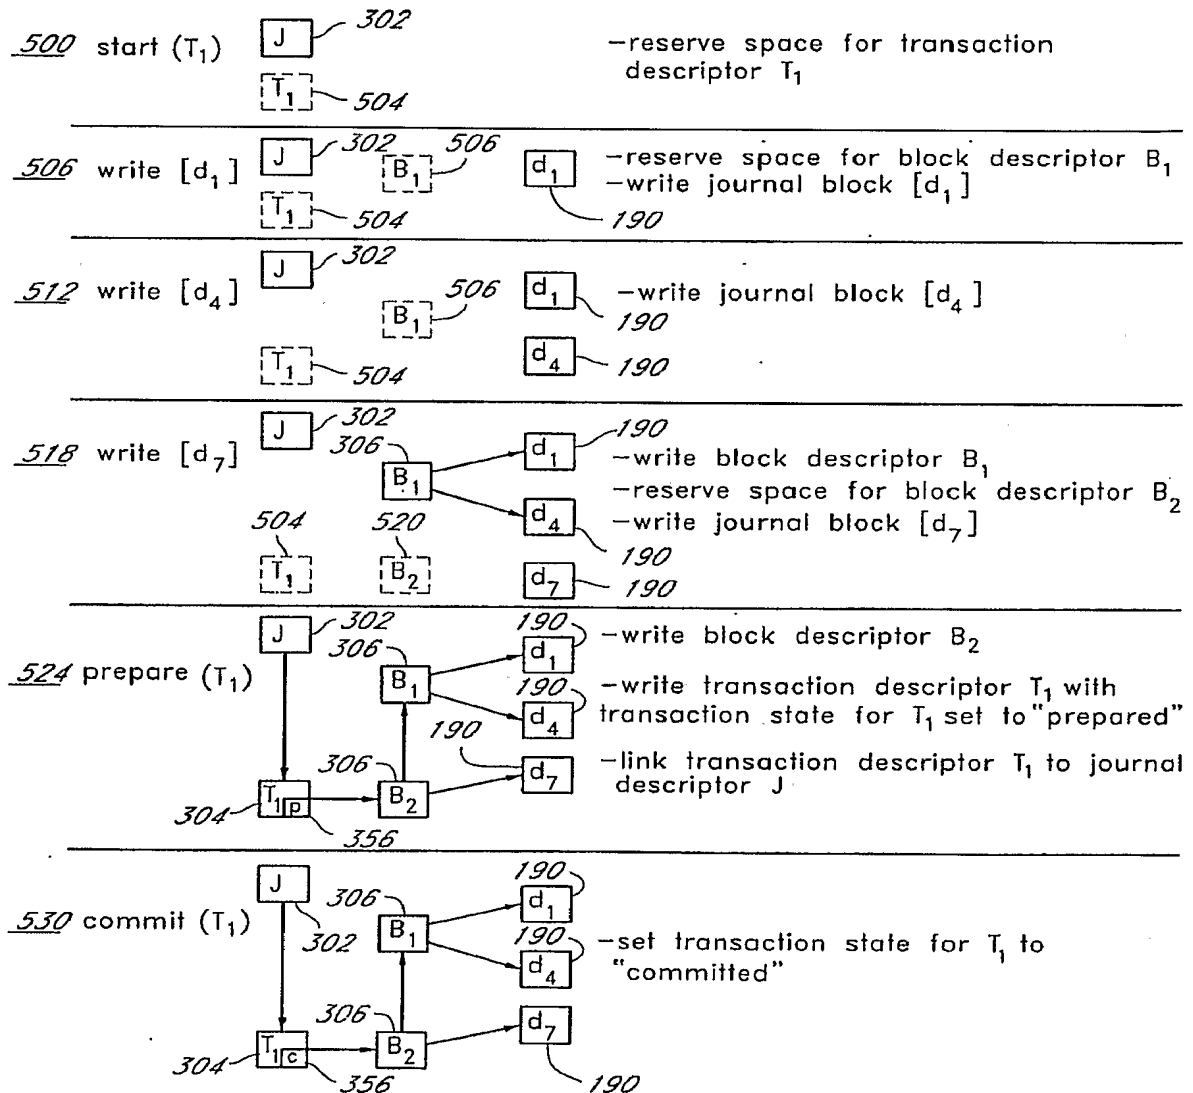 500 start (T₁) J 302 -reserve space for transaction
descriptor T₁
T₁ 504
506 write [d₁] J 302 B₁ 506 d₁ -reserve space for block descriptor B₁
-write journal block [d₁]
T₁ 504 190
512 write [d₄] J 302 B₁ 506 d₁ -write journal block [d₄]
190
T₁ 504 d₄ 190
518 write [d₇] J 302 306 B₁ d₁ 190
-write block descriptor B₁
-reserve space for block descriptor B₂
504 520 d₄ -write journal block [d₇]
190
T₁ B₂ d₇ 190
524 prepare (T₁) J 302 306 B₁ 190 d₁ -write block descriptor B₂
190 d₄ -write transaction descriptor T₁ with
transaction state for T₁ set to "prepared"
190 d₇ -link transaction descriptor T₁ to journal
descriptor J
304 T₁ p 356 306 B₂
530 commit (T₁) J 302 306 B₁ 190 d₁
190 d₄ -set transaction state for T₁ to
"committed"
304 T₁ c 356 306 B₂ d₇ 190